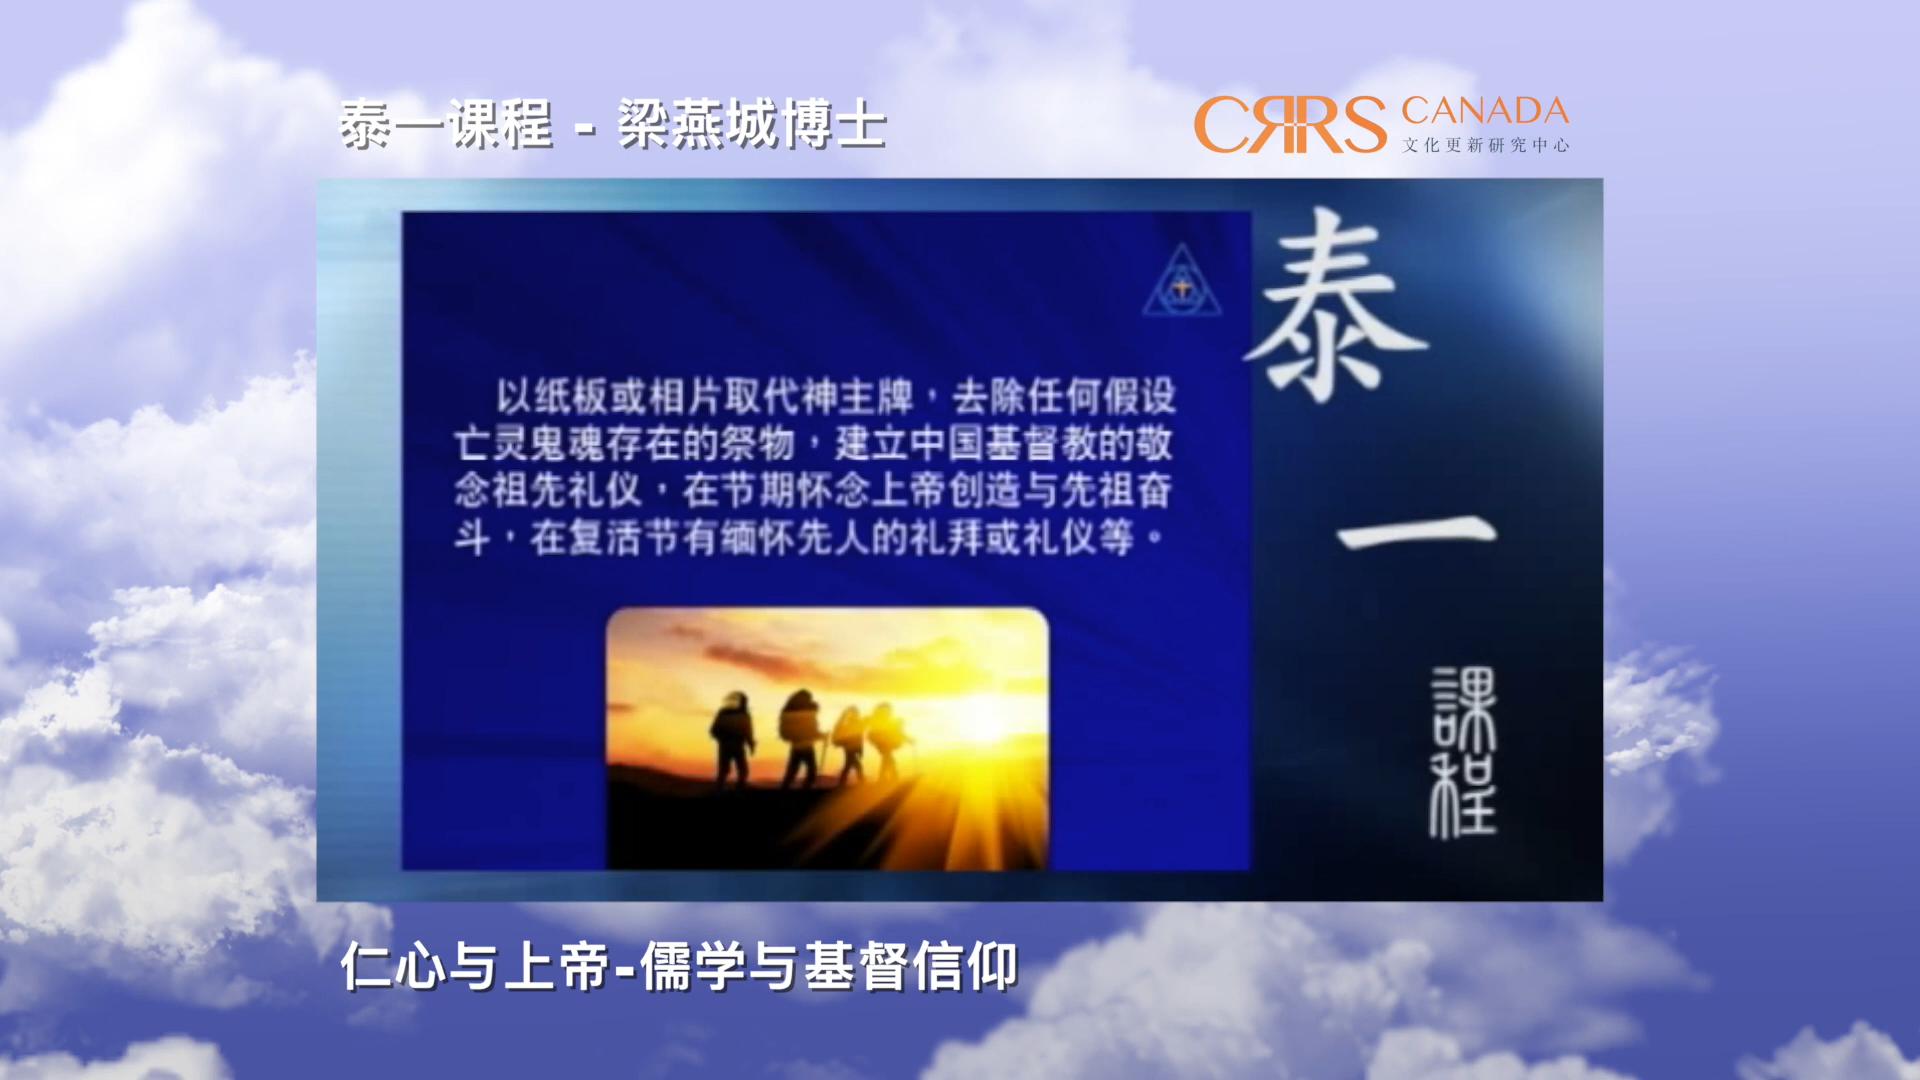 泰一课程 - 梁燕城博士
CRRS CANADA
文化更新研究中心
泰
一
課程
以纸板或相片取代神主牌，去除任何假设
亡灵鬼魂存在的祭物，建立中国基督教的敬
念祖先礼仪，在节期怀念上帝创造与先祖奋
斗，在复活节有缅怀先人的礼拜或礼仪等。
仁心与上帝-儒学与基督信仰